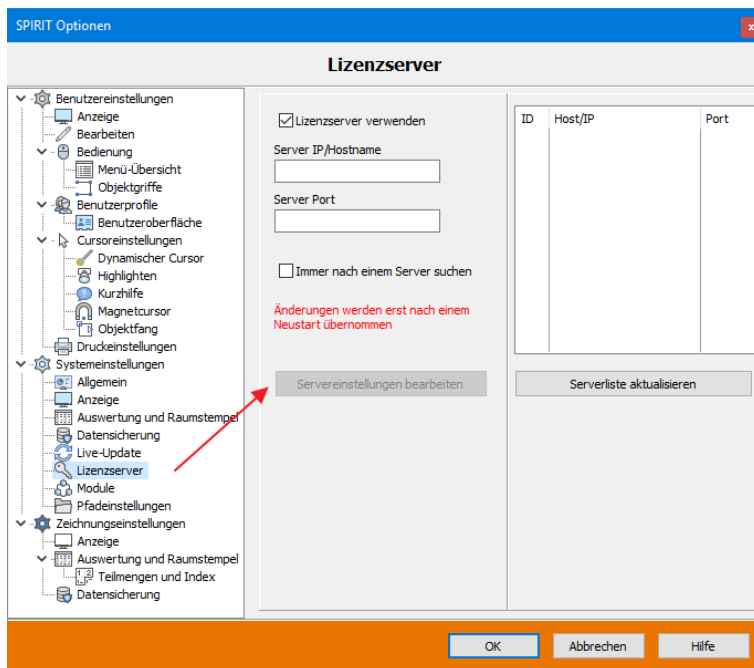 SPIRIT Optionen
x
Lizenzserver
Benutzereinstellungen
Anzeige
Bearbeiten
Bedienung
Menü-Übersicht
Objektgriffe
Benutzerprofile
Benutzeroberfläche
Cursoreinstellungen
Dynamischer Cursor
Highlighten
Kurzhilfe
Magnetcursor
Objektfang
Druckeinstellungen
Systemeinstellungen
Allgemein
Anzeige
Auswertung und Raumstempel
Datensicherung
Live-Update
Lizenzserver
Module
Pfadeinstellungen
Zeichnungseinstellungen
Anzeige
Auswertung und Raumstempel
Teilmengen und Index
Datensicherung
Lizenzserver verwenden
Server IP/Hostname
Server Port
Immer nach einem Server suchen
Änderungen werden erst nach einem
Neustart übernommen
Servereinstellungen bearbeiten
ID Host/IP Port
Serverliste aktualisieren
OK Abbrechen Hilfe